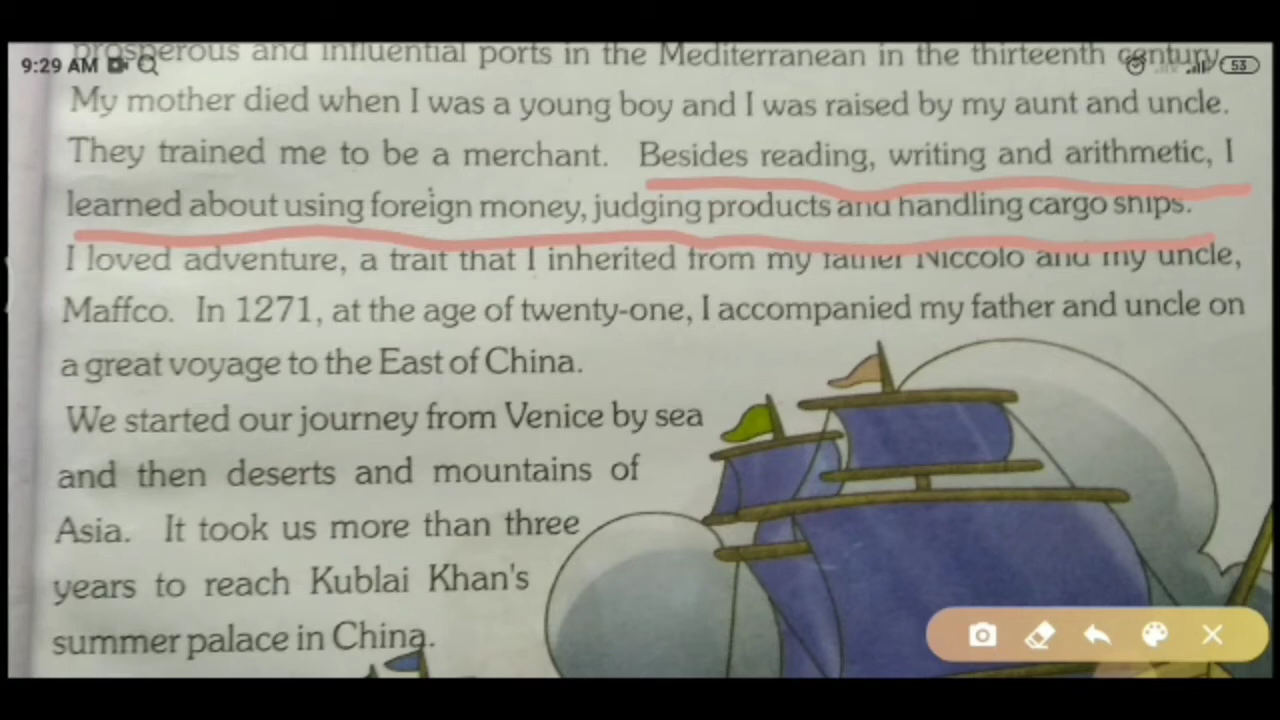 prosperous and influential ports in the Mediterranean in the thirteenth century.
9:29 AM
53
My mother died when I was a young boy and I was raised by my aunt and uncle.
They trained me to be a merchant. Besides reading, writing and arithmetic, I
learned about using foreign money, judging products and handling cargo ships.
I loved adventure, a trait that I inherited from my father Niccolo and my uncle,
Maffco. In 1271, at the age of twenty-one, I accompanied my father and uncle on
a great voyage to the East of China.
We started our journey from Venice by sea
and then deserts and mountains of
Asia. It took us more than three
years to reach Kublai Khan's
summer palace in China.